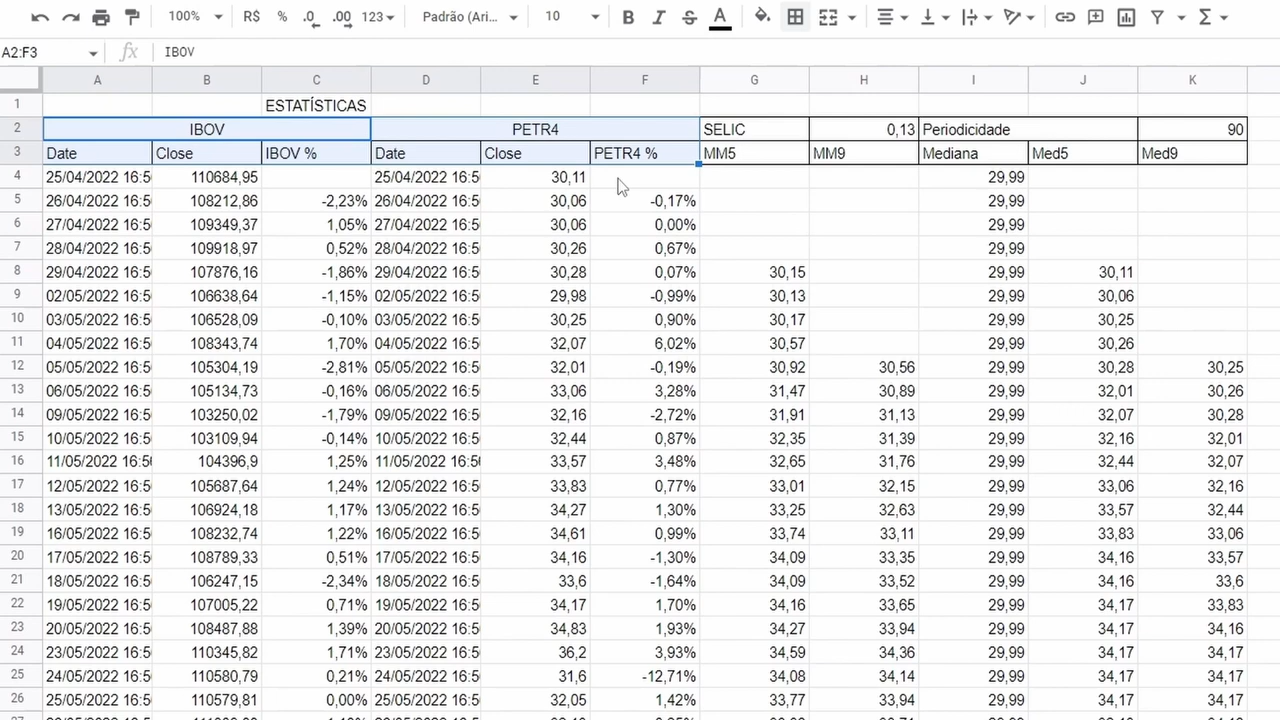 100% R$ % .0 .00 123 Padrão (Ari... 10 B I S A
A2:F3 fx IBOV
A B C D E F G H I J K
1 ESTATÍSTICAS
2 IBOV PETR4 SELIC 0,13 Periodicidade 90
3 Date Close IBOV % Date Close PETR4 % MM5 MM9 Mediana Med5 Med9
4 25/04/2022 16:5 110684,95 25/04/2022 16:5 30,11 29,99
5 26/04/2022 16:5 108212,86 -2,23% 26/04/2022 16:5 30,06 -0,17% 29,99
6 27/04/2022 16:5 109349,37 1,05% 27/04/2022 16:5 30,06 0,00% 29,99
7 28/04/2022 16:5 109918,97 0,52% 28/04/2022 16:5 30,26 0,67% 29,99
8 29/04/2022 16:5 107876,16 -1,86% 29/04/2022 16:5 30,28 0,07% 30,15 29,99 30,11
9 02/05/2022 16:5 106638,64 -1,15% 02/05/2022 16:5 29,98 -0,99% 30,13 29,99 30,06
10 03/05/2022 16:5 106528,09 -0,10% 03/05/2022 16:5 30,25 0,90% 30,17 29,99 30,25
11 04/05/2022 16:5 108343,74 1,70% 04/05/2022 16:5 32,07 6,02% 30,57 29,99 30,26
12 05/05/2022 16:5 105304,19 -2,81% 05/05/2022 16:5 32,01 -0,19% 30,92 30,56 29,99 30,28 30,25
13 06/05/2022 16:5 105134,73 -0,16% 06/05/2022 16:5 33,06 3,28% 31,47 30,89 29,99 32,01 30,26
14 09/05/2022 16:5 103250,02 -1,79% 09/05/2022 16:5 32,16 -2,72% 31,91 31,13 29,99 32,07 30,28
15 10/05/2022 16:5 103109,94 -0,14% 10/05/2022 16:5 32,44 0,87% 32,35 31,39 29,99 32,16 32,01
16 11/05/2022 16:5 104396,9 1,25% 11/05/2022 16:5 33,57 3,48% 32,65 31,76 29,99 32,44 32,07
17 12/05/2022 16:5 105687,64 1,24% 12/05/2022 16:5 33,83 0,77% 33,01 32,15 29,99 33,06 32,16
18 13/05/2022 16:5 106924,18 1,17% 13/05/2022 16:5 34,27 1,30% 33,25 32,63 29,99 33,57 32,44
19 16/05/2022 16:5 108232,74 1,22% 16/05/2022 16:5 34,61 0,99% 33,74 33,11 29,99 33,83 33,06
20 17/05/2022 16:5 108789,33 0,51% 17/05/2022 16:5 34,16 -1,30% 34,09 33,35 29,99 34,16 33,57
21 18/05/2022 16:5 106247,15 -2,34% 18/05/2022 16:5 33,6 -1,64% 34,09 33,52 29,99 34,16 33,6
22 19/05/2022 16:5 107005,22 0,71% 19/05/2022 16:5 34,17 1,70% 34,16 33,65 29,99 34,17 33,83
23 20/05/2022 16:5 108487,88 1,39% 20/05/2022 16:5 34,83 1,93% 34,27 33,94 29,99 34,17 34,16
24 23/05/2022 16:5 110345,82 1,71% 23/05/2022 16:5 36,2 3,93% 34,59 34,36 29,99 34,17 34,17
25 24/05/2022 16:5 110580,79 0,21% 24/05/2022 16:5 31,6 -12,71% 34,08 34,14 29,99 34,17 34,17
26 25/05/2022 16:5 110579,81 0,00% 25/05/2022 16:5 32,05 1,42% 33,77 33,94 29,99 34,17 34,17